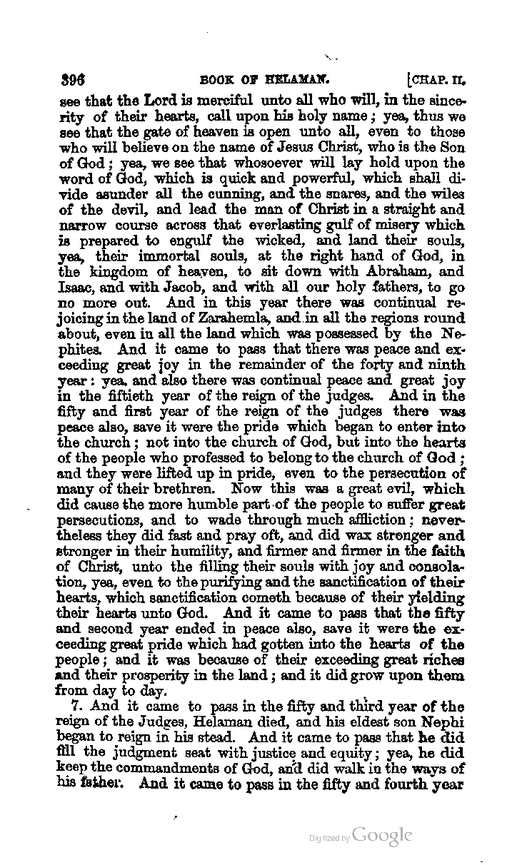 396 BOOK OF HELAMAN. [CHAP. II.
see that the Lord is merciful unto all who will, in the since-
rity of their hearts, call upon his holy name; yea, thus we
see that the gate of heaven is open unto all, even to those
who will believe on the name of Jesus Christ, who is the Son
of God; yea, we see that whosoever will lay hold upon the
word of God, which is quick and powerful, which shall di-
vide asunder all the cunning, and the snares, and the wiles
of the devil, and lead the man of Christ in a straight and
narrow course across that everlasting gulf of misery which
is prepared to engulf the wicked, and land their souls,
yea, their immortal souls, at the right hand of God, in
the kingdom of heaven, to sit down with Abraham, and
Isaac, and with Jacob, and with all our holy fathers, to go
no more out. And in this year there was continual re-
joicing in the land of Zarahemla, and in all the regions round
about, even in all the land which was possessed by the Ne-
phites. And it came to pass that there was peace and ex-
ceeding great joy in the remainder of the forty and ninth
year: yea, and also there was continual peace and great joy
in the fiftieth year of the reign of the judges. And in the
fifty and first year of the reign of the judges there was
peace also, save it were the pride which began to enter into
the church; not into the church of God, but into the hearts
of the people who professed to belong to the church of God;
and they were lifted up in pride, even to the persecution of
many of their brethren. Now this was a great evil, which
did cause the more humble part of the people to suffer great
persecutions, and to wade through much affliction; never-
theless they did fast and pray oft, and did wax stronger and
stronger in their humility, and firmer and firmer in the faith
of Christ, unto the filling their souls with joy and consola-
tion, yea, even to the purifying and the sanctification of their
hearts, which sanctification cometh because of their yielding
their hearts unto God. And it came to pass that the fifty
and second year ended in peace also, save it were the ex-
ceeding great pride which had gotten into the hearts of the
people; and it was because of their exceeding great riches
and their prosperity in the land; and it did grow upon them
from day to day.
7. And it came to pass in the fifty and third year of the
reign of the Judges, Helaman died, and his eldest son Nephi
began to reign in his stead. And it came to pass that he did
fill the judgment seat with justice and equity; yea, he did
keep the commandments of God, and did walk in the ways of
his father. And it came to pass in the fifty and fourth year
Digitized by Google